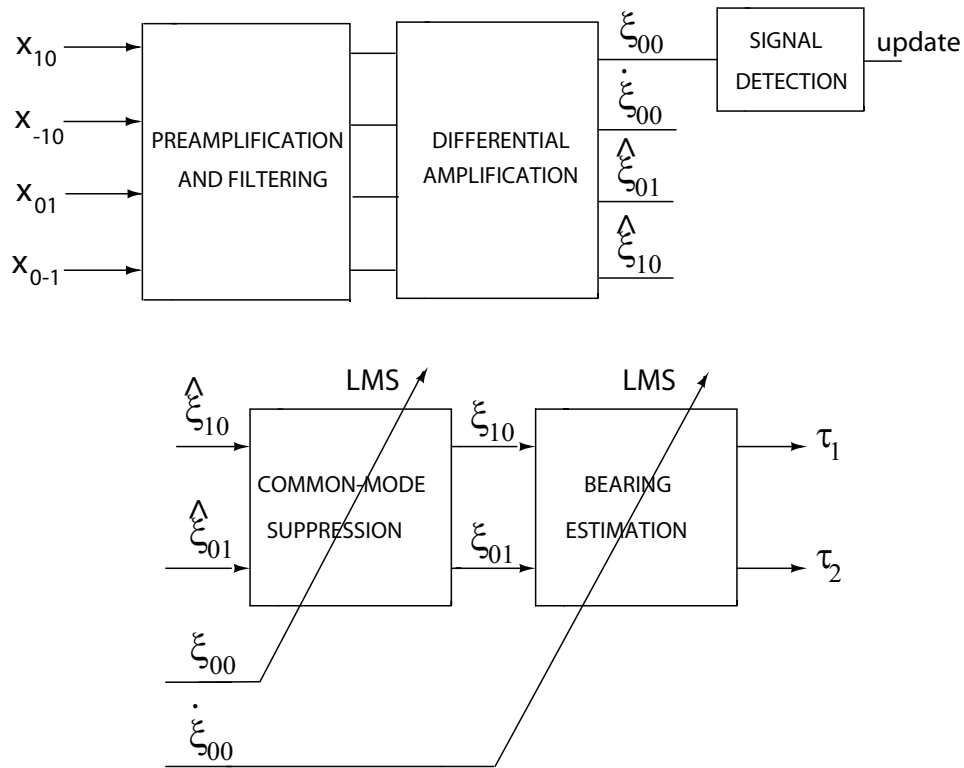 x₁₀
x₋₁₀
x₀₁
x₀₋₁
PREAMPLIFICATION
AND FILTERING
DIFFERENTIAL
AMPLIFICATION
ξ₀₀
ξ̇₀₀
ξ̂₀₁
ξ̂₁₀
SIGNAL
DETECTION
update
LMS
LMS
ξ̂₁₀
ξ̂₀₁
COMMON-MODE
SUPPRESSION
ξ₁₀
ξ₀₁
BEARING
ESTIMATION
τ₁
τ₂
ξ₀₀
ξ̇₀₀